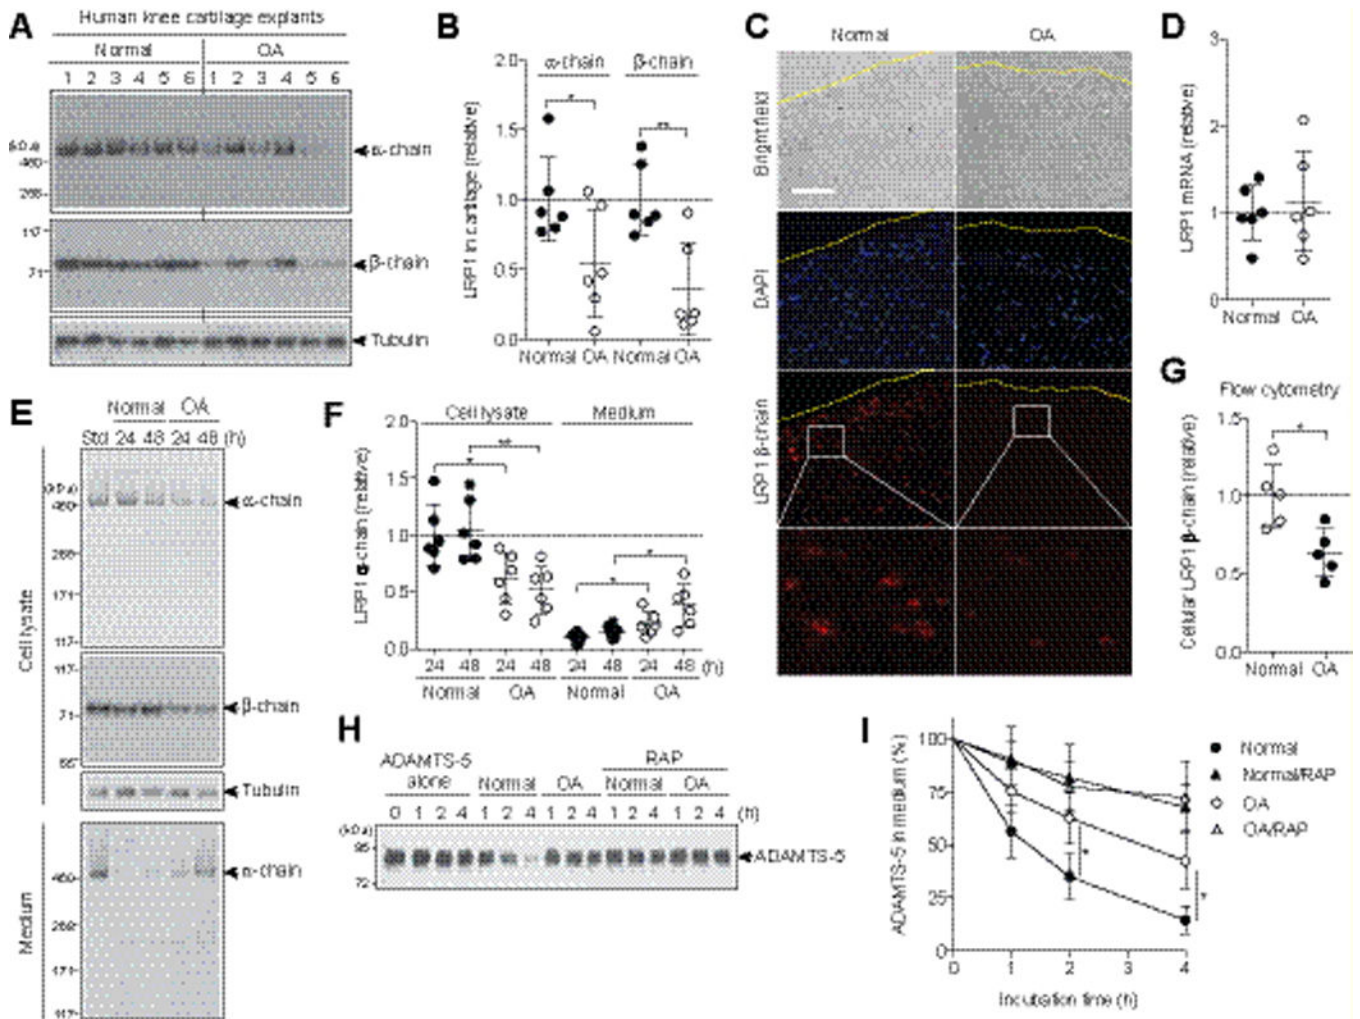 A
Human knee cartilage explants
Normal OA
1 2 3 4 5 6 1 2 3 4 5 6
(kDa)
460
268
α-chain
117
71
β-chain
Tubulin
B
α-chain β-chain
LRP1 in cartilage (relative)
2.0
1.5
1.0
0.5
0.0
* **
Normal OA Normal OA
C
Normal OA
Brightfield
DAPI
LRP1 β-chain
D
LRP1 mRNA (relative)
3
2
1
0
Normal OA
E
Normal OA
Std 24 48 24 48 (h)
Cell lysate
(kDa)
460
268
171
117
α-chain
117
71
55
β-chain
Tubulin
Medium
460
268
171
117
α-chain
F
Cell lysate Medium
LRP1 α-chain (relative)
2.0
1.5
1.0
0.5
0.0
** * * *
24 48 24 48 24 48 24 48 (h)
Normal OA Normal OA
G
Flow cytometry
Cellular LRP1 β-chain (relative)
1.5
1.0
0.5
0.0
*
Normal OA
H
ADAMTS-5 alone Normal OA RAP Normal OA
0 1 2 4 1 2 4 1 2 4 1 2 4 1 2 4 (h)
(kDa)
95
72
ADAMTS-5
I
ADAMTS-5 in medium (%)
100
75
50
25
0
* *
0 1 2 3 4
Incubation time (h)
Normal
Normal/RAP
OA
OA/RAP